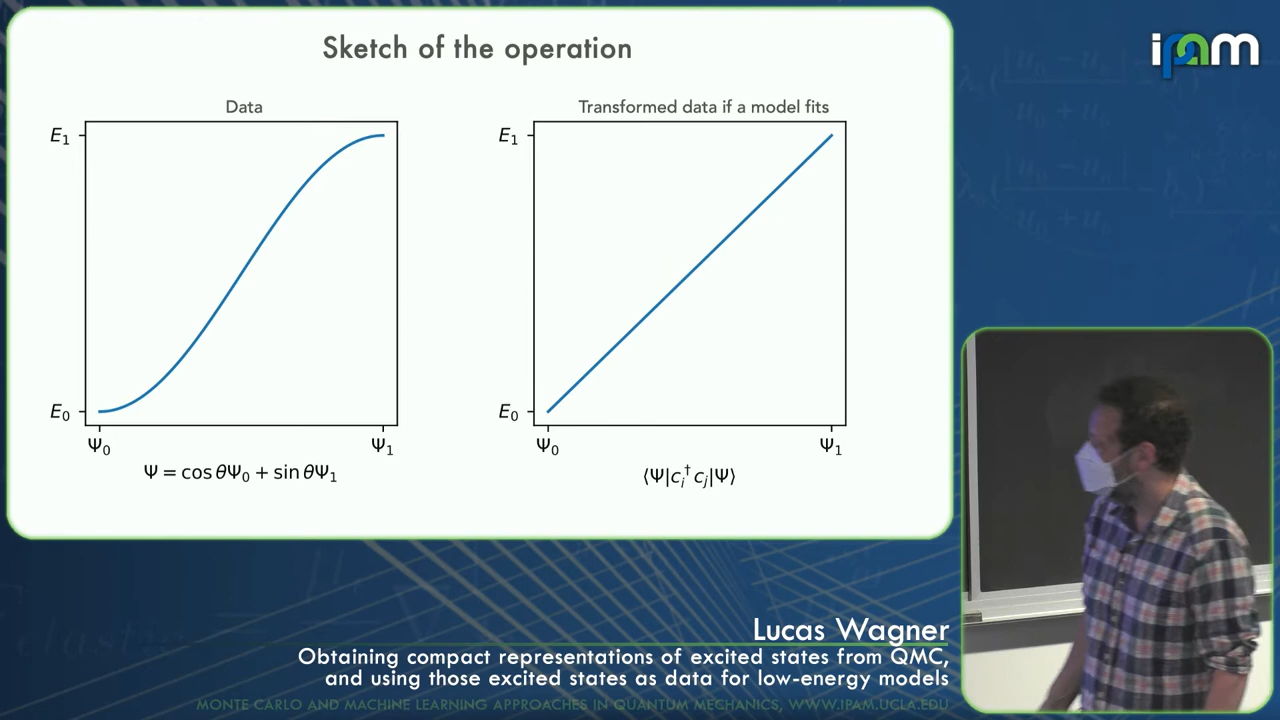 Sketch of the operation
ipam
Data
Transformed data if a model fits
E₁
E₀
Ψ₀
Ψ₁
Ψ = cos θΨ₀ + sin θΨ₁
E₁
E₀
Ψ₀
Ψ₁
⟨Ψ|cᵢ†cⱼ|Ψ⟩
Lucas Wagner
Obtaining compact representations of excited states from QMC,
and using those excited states as data for low-energy models
MONTE CARLO AND MACHINE LEARNING APPROACHES IN QUANTUM MECHANICS, WWW.IPAM.UCLA.EDU